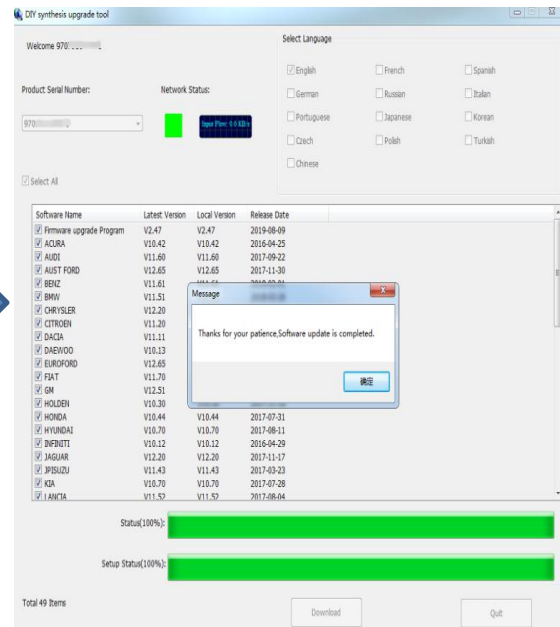 DIY synthesis upgrade tool
Welcome 970
Select Language
English French Spanish
Product Serial Number: Network Status:
German Russian Italian
Portuguese Japanese Korean
970
Input Flow: 0.0 KB/s
Czech Polish Turkish
Chinese
Select All
Software Name Latest Version Local Version Release Date
Firmware upgrade Program V2.47 V2.47 2019-08-09
ACURA V10.42 V10.42 2016-04-25
AUDI V11.60 V11.60 2017-09-22
AUST FORD V12.65 V12.65 2017-11-30
BENZ V11.61
BMW V11.51
CHRYSLER V12.20
CITROEN V11.20
DACIA V11.11
DAEWOO V10.13
EUROFORD V12.65
FIAT V11.70
GM V12.51
HOLDEN V10.30
HONDA V10.44 V10.44 2017-07-31
HYUNDAI V10.70 V10.70 2017-08-11
INFINITI V10.12 V10.12 2016-04-29
JAGUAR V12.20 V12.20 2017-11-17
JPISUZU V11.43 V11.43 2017-03-23
KIA V10.70 V10.70 2017-07-28
LANCIA V11.52 V11.52 2017-08-04
Message
Thanks for your patience,Software update is completed.
确定
Status(100%):
Setup Status(100%):
Total 49 Items
Download Quit